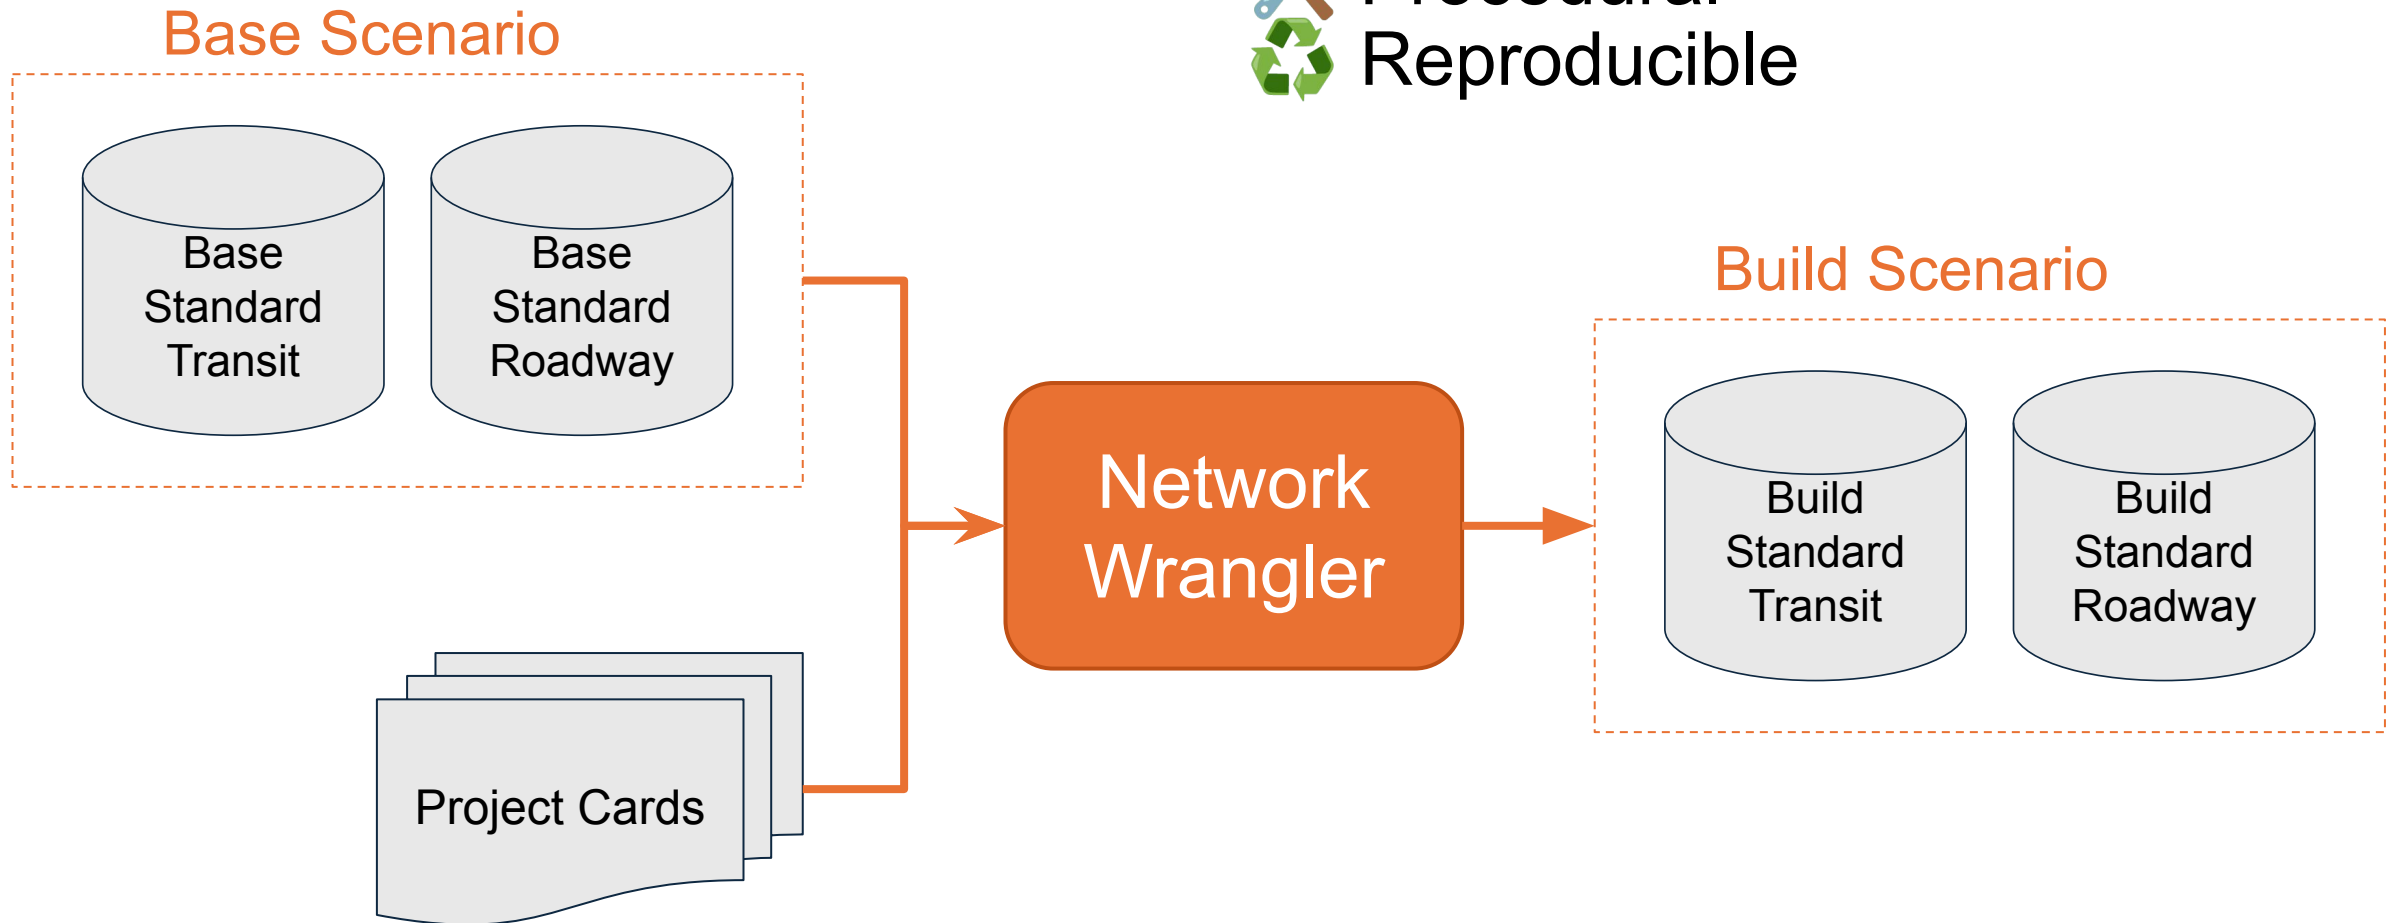 Base Scenario
Procedural
Reproducible
Base
Standard
Transit
Base
Standard
Roadway
Build Scenario
Network
Wrangler
Build
Standard
Transit
Build
Standard
Roadway
Project Cards